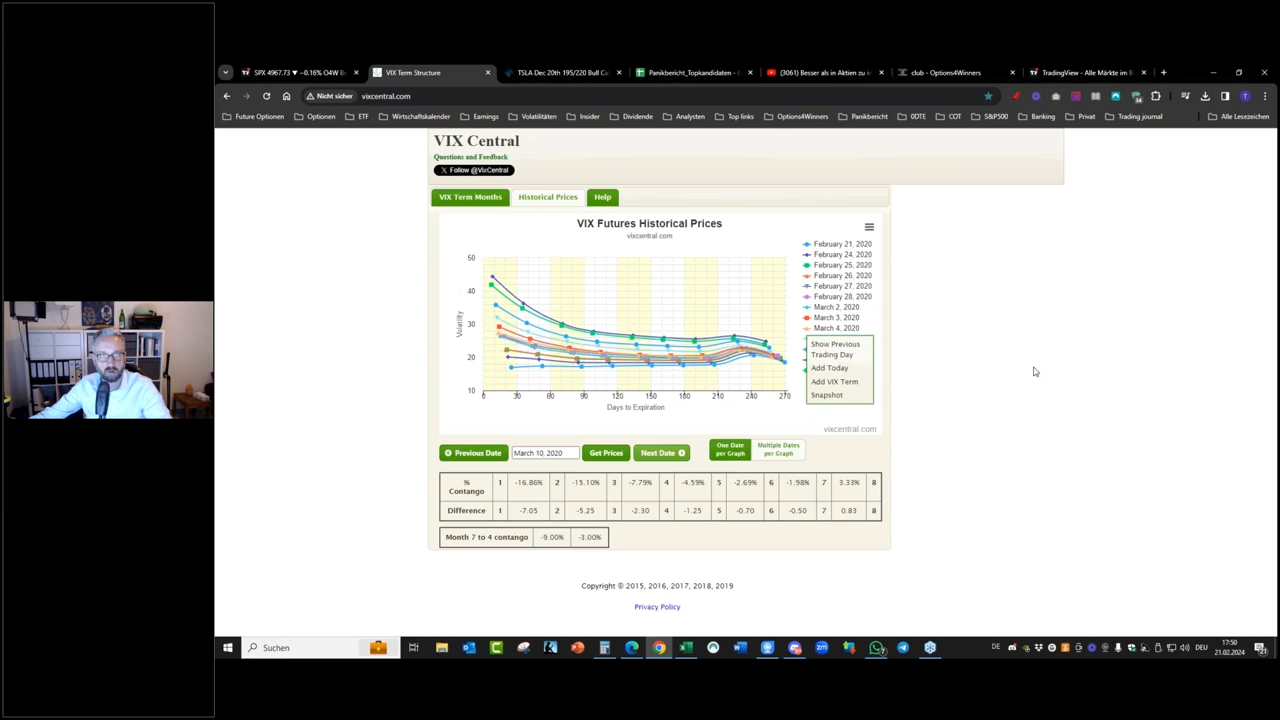 SPX 4967.73 ▼ −0.16% O4W B
VIX Term Structure
TSLA Dec 20th 195/220 Bull Ca
Panikbericht_Topkandidaten - G
(3061) Besser als in Aktien zu in
club - Options4Winners
TradingView - Alle Märkte im B
Nicht sicher
vixcentral.com
Future Optionen
Optionen
ETF
Wirtschaftskalender
Earnings
Volatilitäten
Insider
Dividende
Analysten
Top links
Options4Winners
Panikbericht
0DTE
COT
S&P500
Banking
Privat
Trading journal
Alle Lesezeichen
VIX Central
Questions and Feedback
X Follow @VixCentral
VIX Term Months
Historical Prices
Help
VIX Futures Historical Prices
vixcentral.com
50
40
30
20
10
Volatility
0 30 60 90 120 150 180 210 240 270
Days to Expiration
February 21, 2020
February 24, 2020
February 25, 2020
February 26, 2020
February 27, 2020
February 28, 2020
March 2, 2020
March 3, 2020
March 4, 2020
Show Previous
Trading Day
Add Today
Add VIX Term
Snapshot
vixcentral.com
Previous Date
March 10, 2020
Get Prices
Next Date
One Date
per Graph
Multiple Dates
per Graph
% Contango 1 -16.86% 2 -15.10% 3 -7.79% 4 -4.59% 5 -2.69% 6 -1.98% 7 3.33% 8
Difference 1 -7.05 2 -5.25 3 -2.30 4 -1.25 5 -0.70 6 -0.50 7 0.83 8
Month 7 to 4 contango -9.00% -3.00%
Copyright © 2015, 2016, 2017, 2018, 2019
Privacy Policy
Suchen
DE
DEU
17:50
21.02.2024